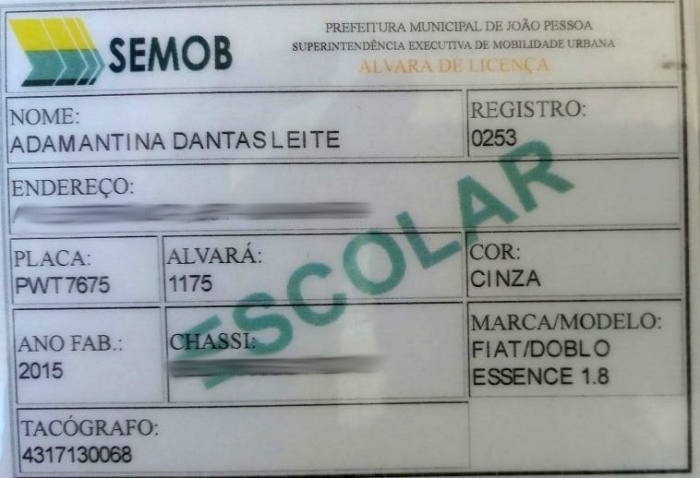 SEMOB
PREFEITURA MUNICIPAL DE JOÃO PESSOA
SUPERINTENDÊNCIA EXECUTIVA DE MOBILIDADE URBANA
ALVARÁ DE LICENÇA
NOME:
ADAMANTINA DANTAS LEITE
REGISTRO:
0253
ENDEREÇO:
PLACA:
PWT7675
ALVARÁ:
1175
COR:
CINZA
ESCOLAR
ANO FAB.:
2015
CHASSI:
MARCA/MODELO:
FIAT/DOBLO
ESSENCE 1.8
TACÓGRAFO:
4317130068